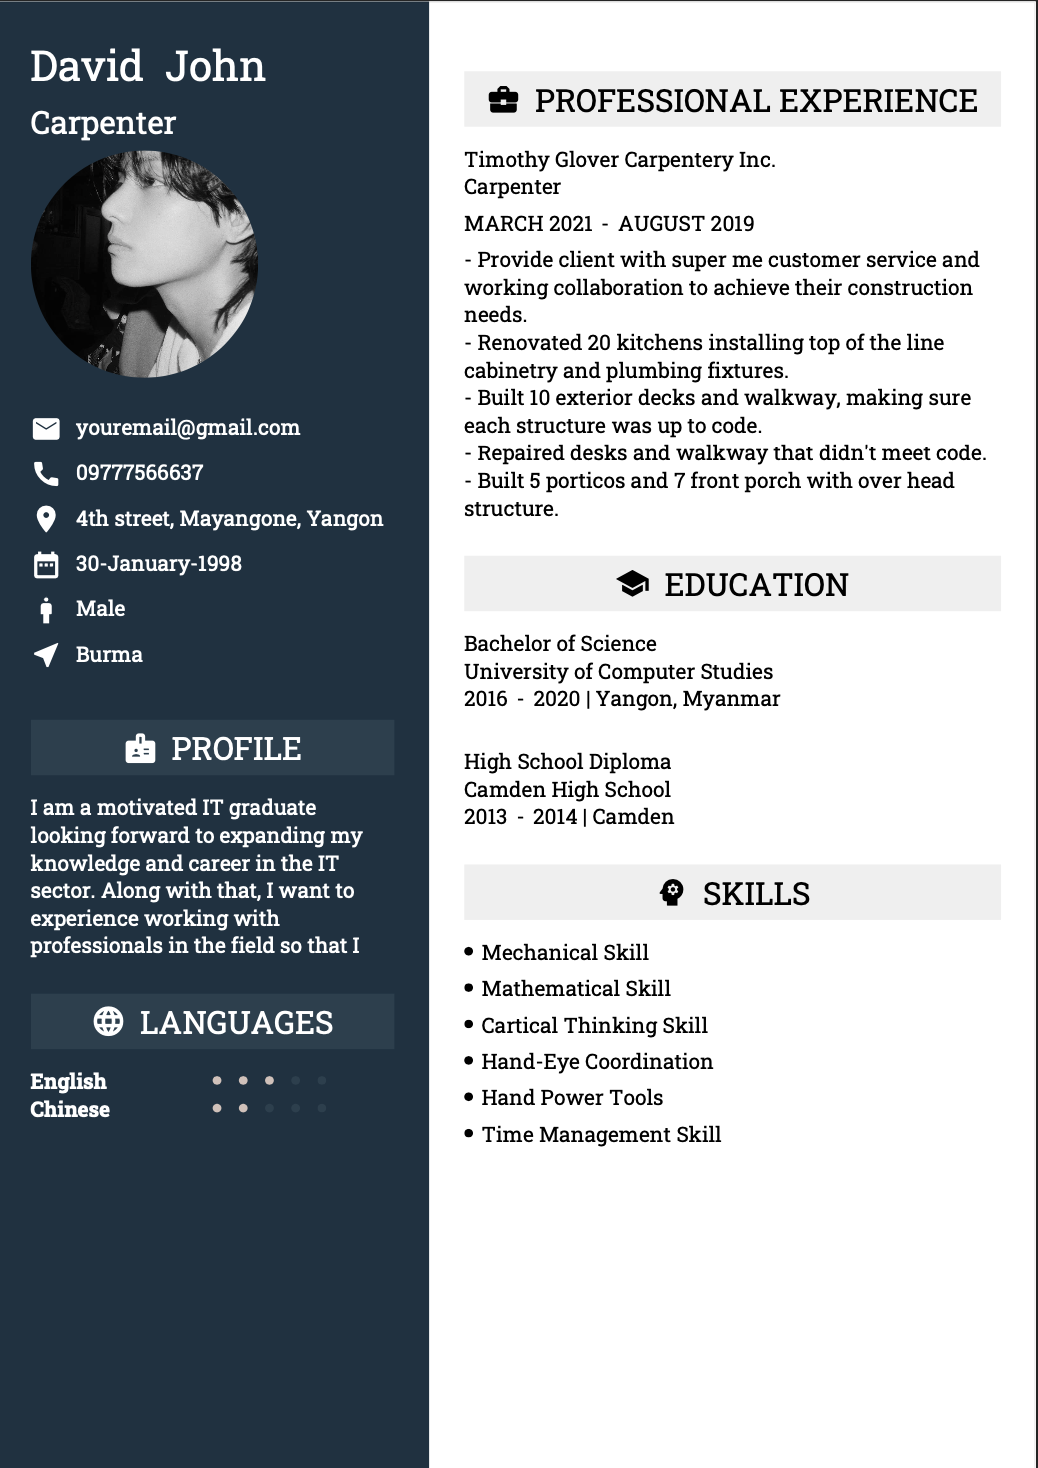 David John
Carpenter
youremail@gmail.com
09777566637
4th street, Mayangone, Yangon
30-January-1998
Male
Burma
PROFILE
I am a motivated IT graduate
looking forward to expanding my
knowledge and career in the IT
sector. Along with that, I want to
experience working with
professionals in the field so that I
LANGUAGES
English
Chinese
PROFESSIONAL EXPERIENCE
Timothy Glover Carpentery Inc.
Carpenter
MARCH 2021 - AUGUST 2019
- Provide client with super me customer service and
working collaboration to achieve their construction
needs.
- Renovated 20 kitchens installing top of the line
cabinetry and plumbing fixtures.
- Built 10 exterior decks and walkway, making sure
each structure was up to code.
- Repaired desks and walkway that didn't meet code.
- Built 5 porticos and 7 front porch with over head
structure.
EDUCATION
Bachelor of Science
University of Computer Studies
2016 - 2020 | Yangon, Myanmar
High School Diploma
Camden High School
2013 - 2014 | Camden
SKILLS
• Mechanical Skill
• Mathematical Skill
• Cartical Thinking Skill
• Hand-Eye Coordination
• Hand Power Tools
• Time Management Skill